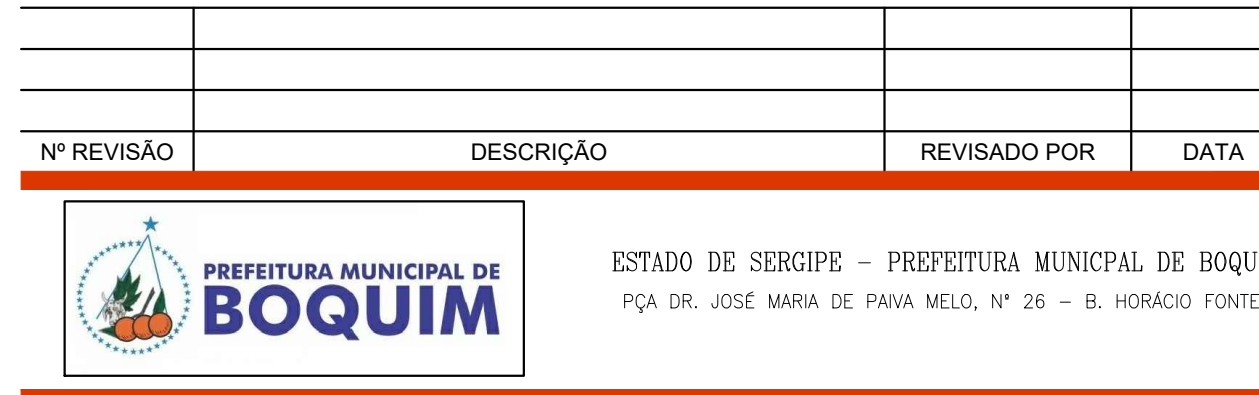 Nº REVISÃO DESCRIÇÃO REVISADO POR DATA
PREFEITURA MUNICIPAL DE
BOQUIM
ESTADO DE SERGIPE – PREFEITURA MUNICPAL DE BOQU
PÇA DR. JOSÉ MARIA DE PAIVA MELO, N° 26 – B. HORÁCIO FONTE